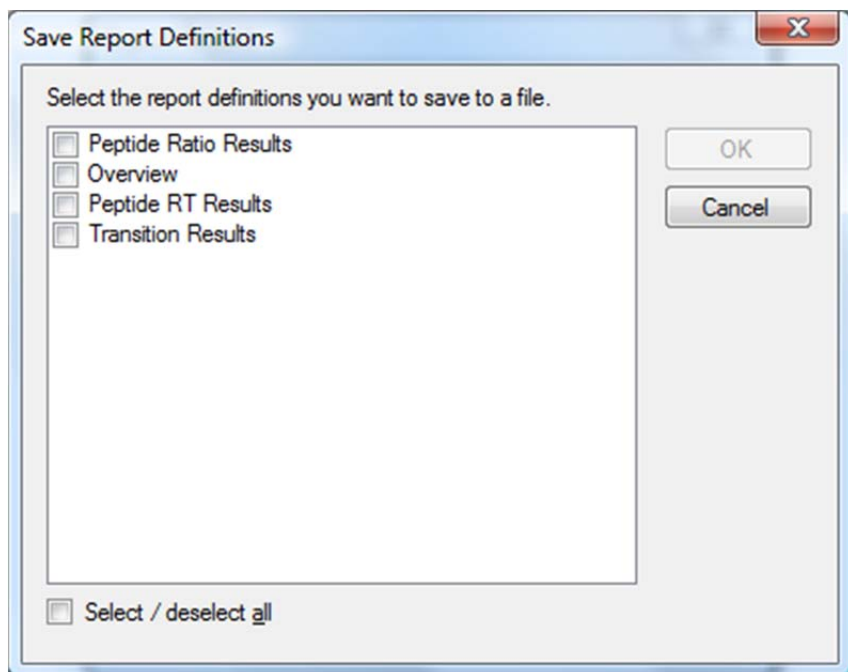 Save Report Definitions
Select the report definitions you want to save to a file.
Peptide Ratio Results
Overview
Peptide RT Results
Transition Results
OK
Cancel
Select / deselect all